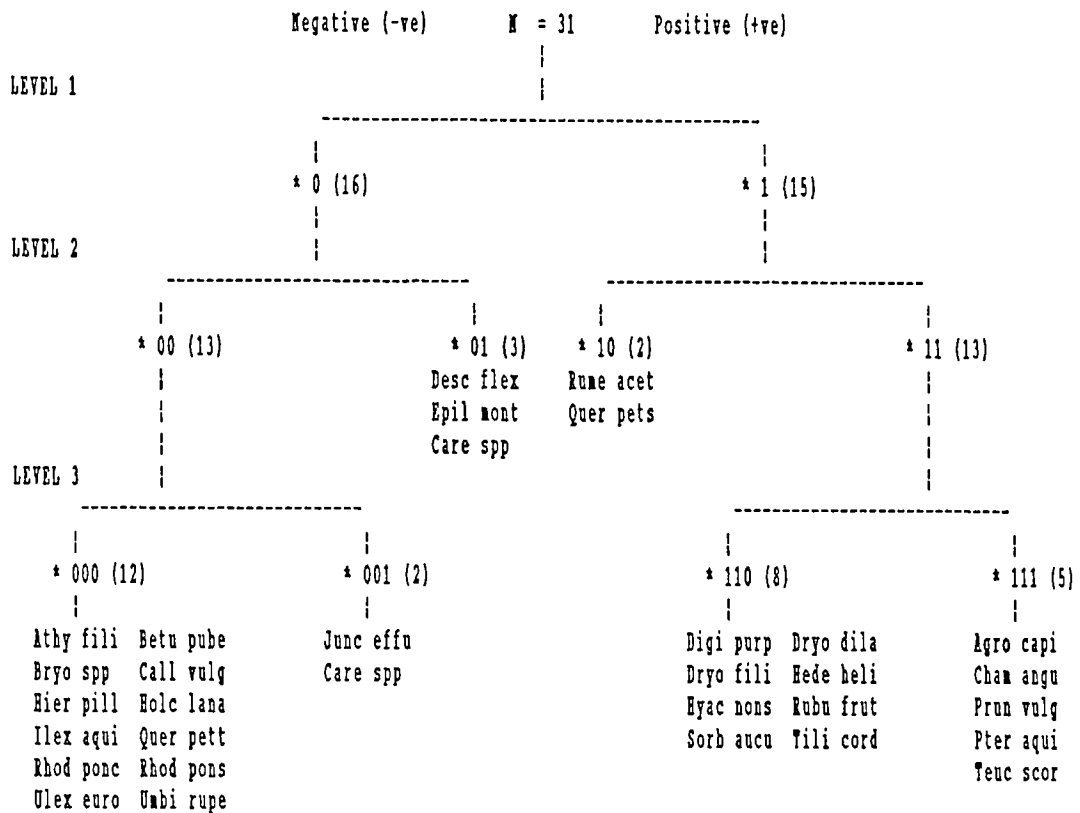 Negative (-ve) N = 31 Positive (+ve)
LEVEL 1
* 0 (16) * 1 (15)
LEVEL 2
* 00 (13) * 01 (3) * 10 (2) * 11 (13)
Desc flex Rume acet
Epil mont Quer pets
Care spp
LEVEL 3
* 000 (12) * 001 (2) * 110 (8) * 111 (5)
Athy fili Betu pube Junc effu Digi purp Dryo dila Agro capi
Bryo spp Call vulg Care spp Dryo fili Hede heli Cham angu
Hier pill Holc lana Hyac nons Rubu frut Prun vulg
Ilex aqui Quer pett Sorb aucu Tili cord Pter aqui
Rhod ponc Rhod pons Teuc scor
Ulex euro Umbi rupe